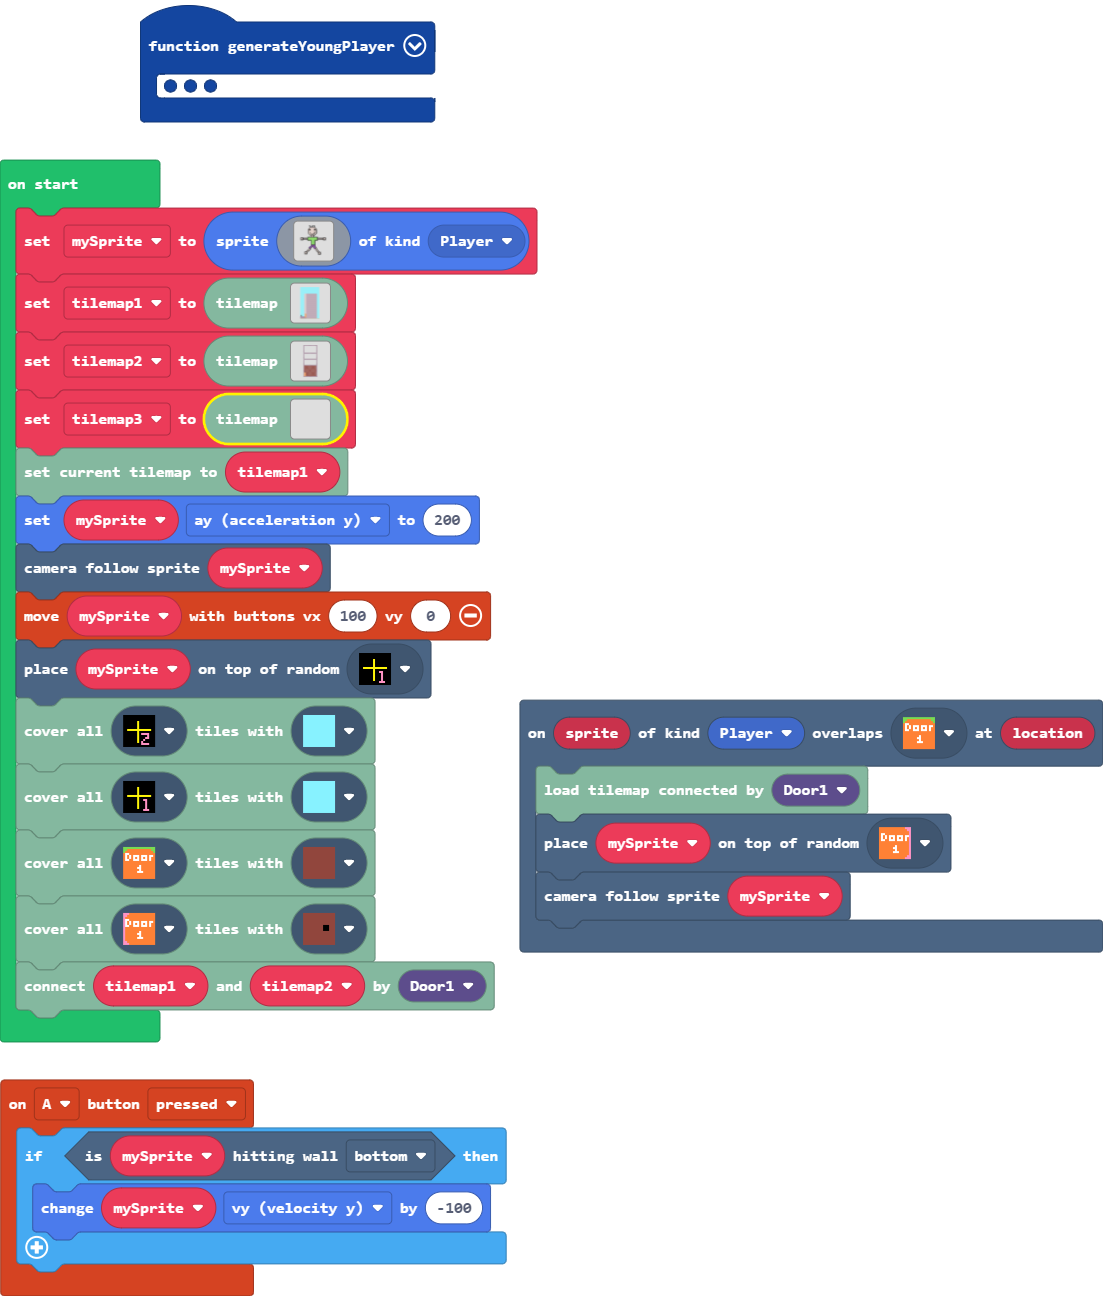 function generateYoungPlayer
on start
set mySprite to sprite of kind Player
set tilemap1 to tilemap
set tilemap2 to tilemap
set tilemap3 to tilemap
set current tilemap to tilemap1
set mySprite ay (acceleration y) to 200
camera follow sprite mySprite
move mySprite with buttons vx 100 vy 0
place mySprite on top of random 1
cover all 2 tiles with
cover all 1 tiles with
cover all Door 1 tiles with
cover all Door 1 tiles with
connect tilemap1 and tilemap2 by Door1
on sprite of kind Player overlaps Door 1 at location
load tilemap connected by Door1
place mySprite on top of random Door 1
camera follow sprite mySprite
on A button pressed
if is mySprite hitting wall bottom then
change mySprite vy (velocity y) by -100